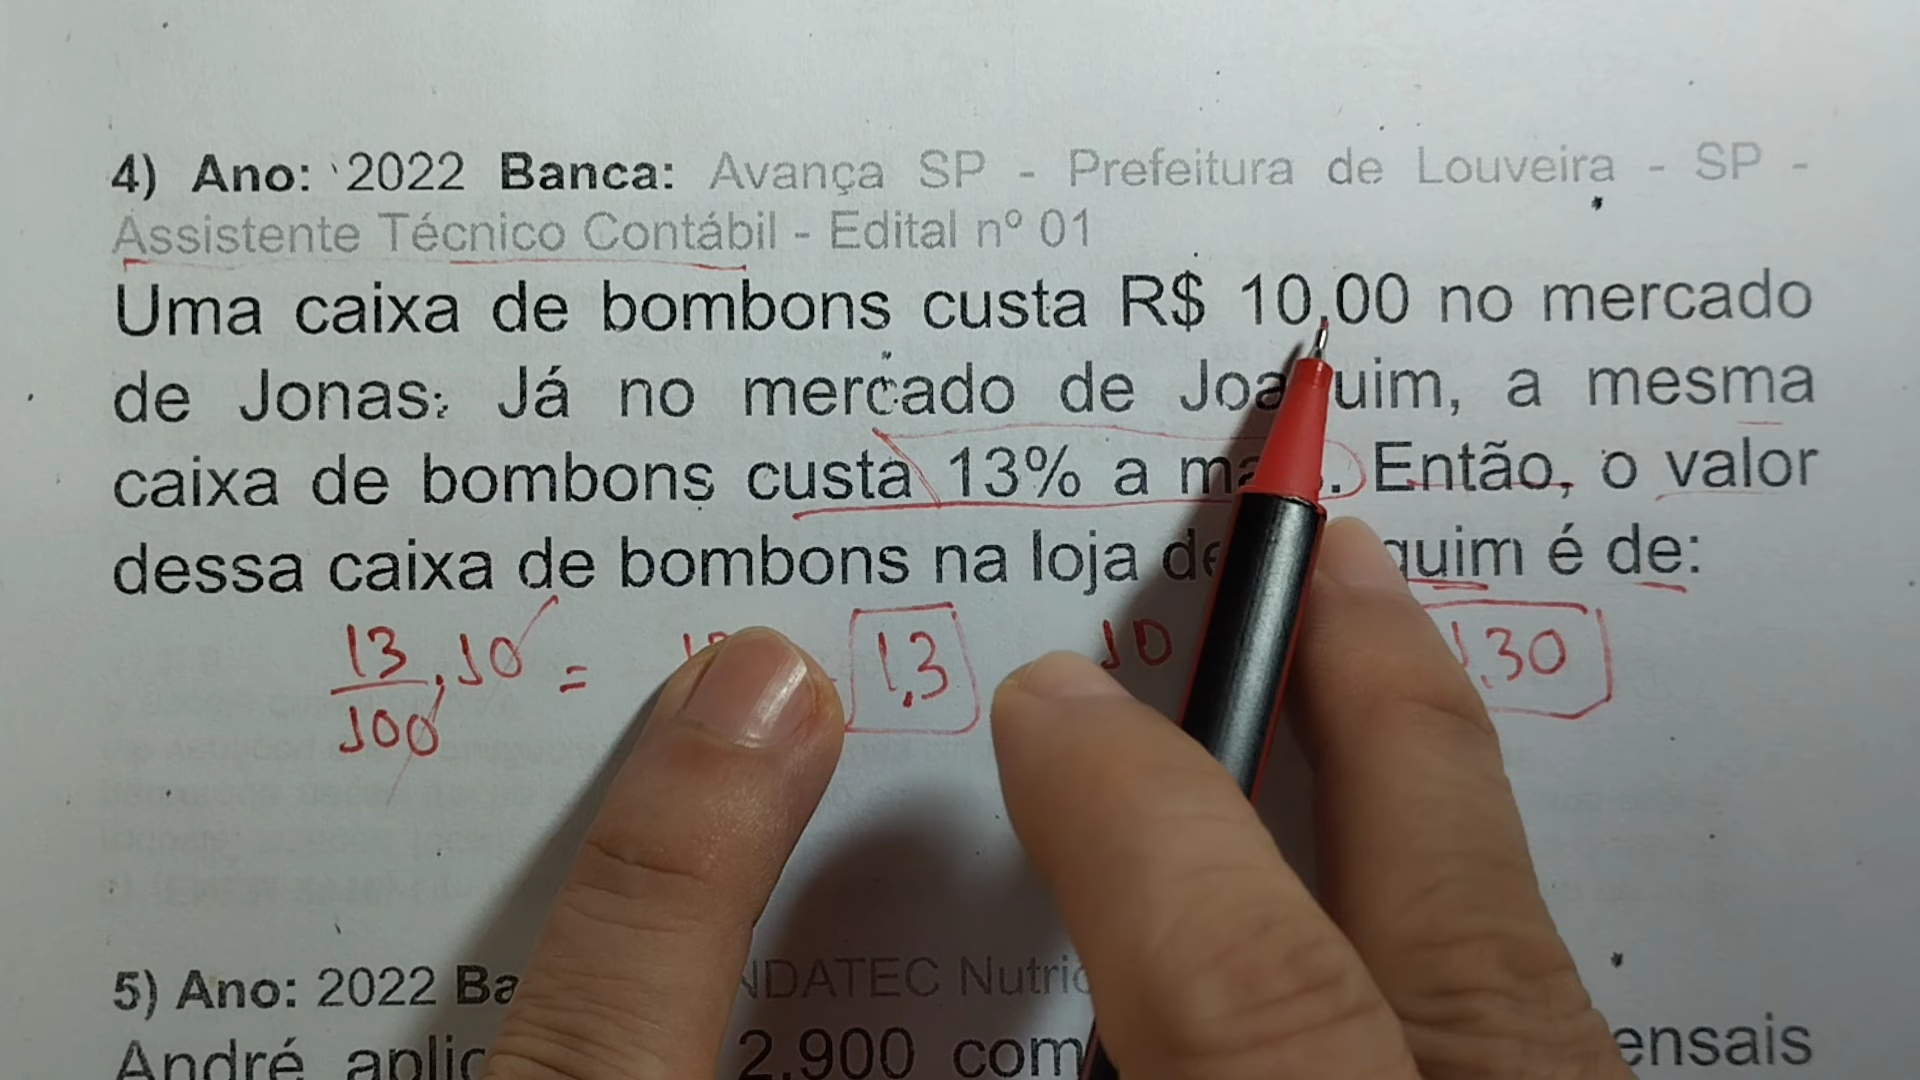 4) Ano: 2022 Banca: Avança SP - Prefeitura de Louveira - SP -
Assistente Técnico Contábil - Edital nº 01
Uma caixa de bombons custa R$ 10,00 no mercado
de Jonas. Já no mercado de Joa uim, a mesma
caixa de bombons custa 13% a ma . Então, o valor
dessa caixa de bombons na loja de quim é de:
13/100 . 10 = 1,3 10 ,30
5) Ano: 2022 Ba NDATEC Nutric
André aplic 2.900 com ensais